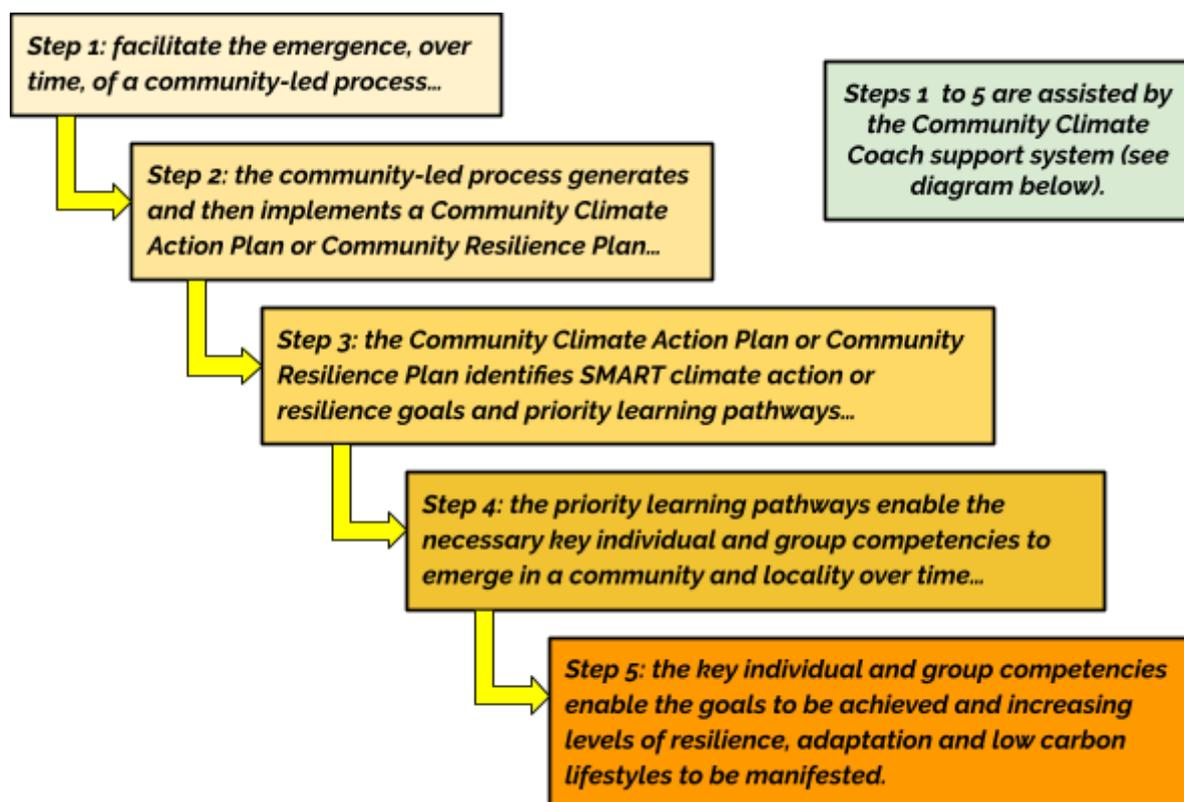 Step 1: facilitate the emergence, over
time, of a community-led process…
Steps 1 to 5 are assisted by
the Community Climate
Coach support system (see
diagram below).
Step 2: the community-led process generates
and then implements a Community Climate
Action Plan or Community Resilience Plan…
Step 3: the Community Climate Action Plan or Community
Resilience Plan identifies SMART climate action or
resilience goals and priority learning pathways…
Step 4: the priority learning pathways enable the
necessary key individual and group competencies to
emerge in a community and locality over time…
Step 5: the key individual and group competencies
enable the goals to be achieved and increasing
levels of resilience, adaptation and low carbon
lifestyles to be manifested.